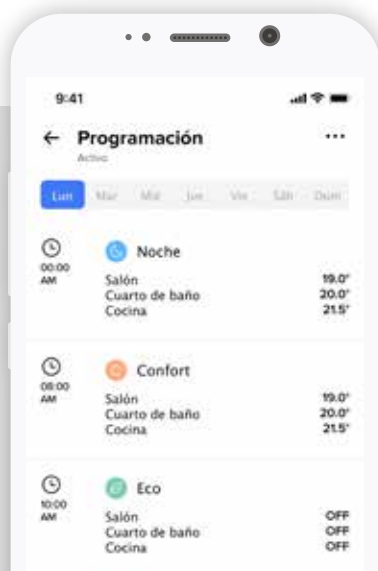 9:41
Programación
Activo
Lun Mar Mié Jue Vie Sáb Dom
00:00 AM
Noche
Salón 19.0°
Cuarto de baño 20.0°
Cocina 21.5°
08:00 AM
Confort
Salón 19.0°
Cuarto de baño 20.0°
Cocina 21.5°
10:00 AM
Eco
Salón OFF
Cuarto de baño OFF
Cocina OFF